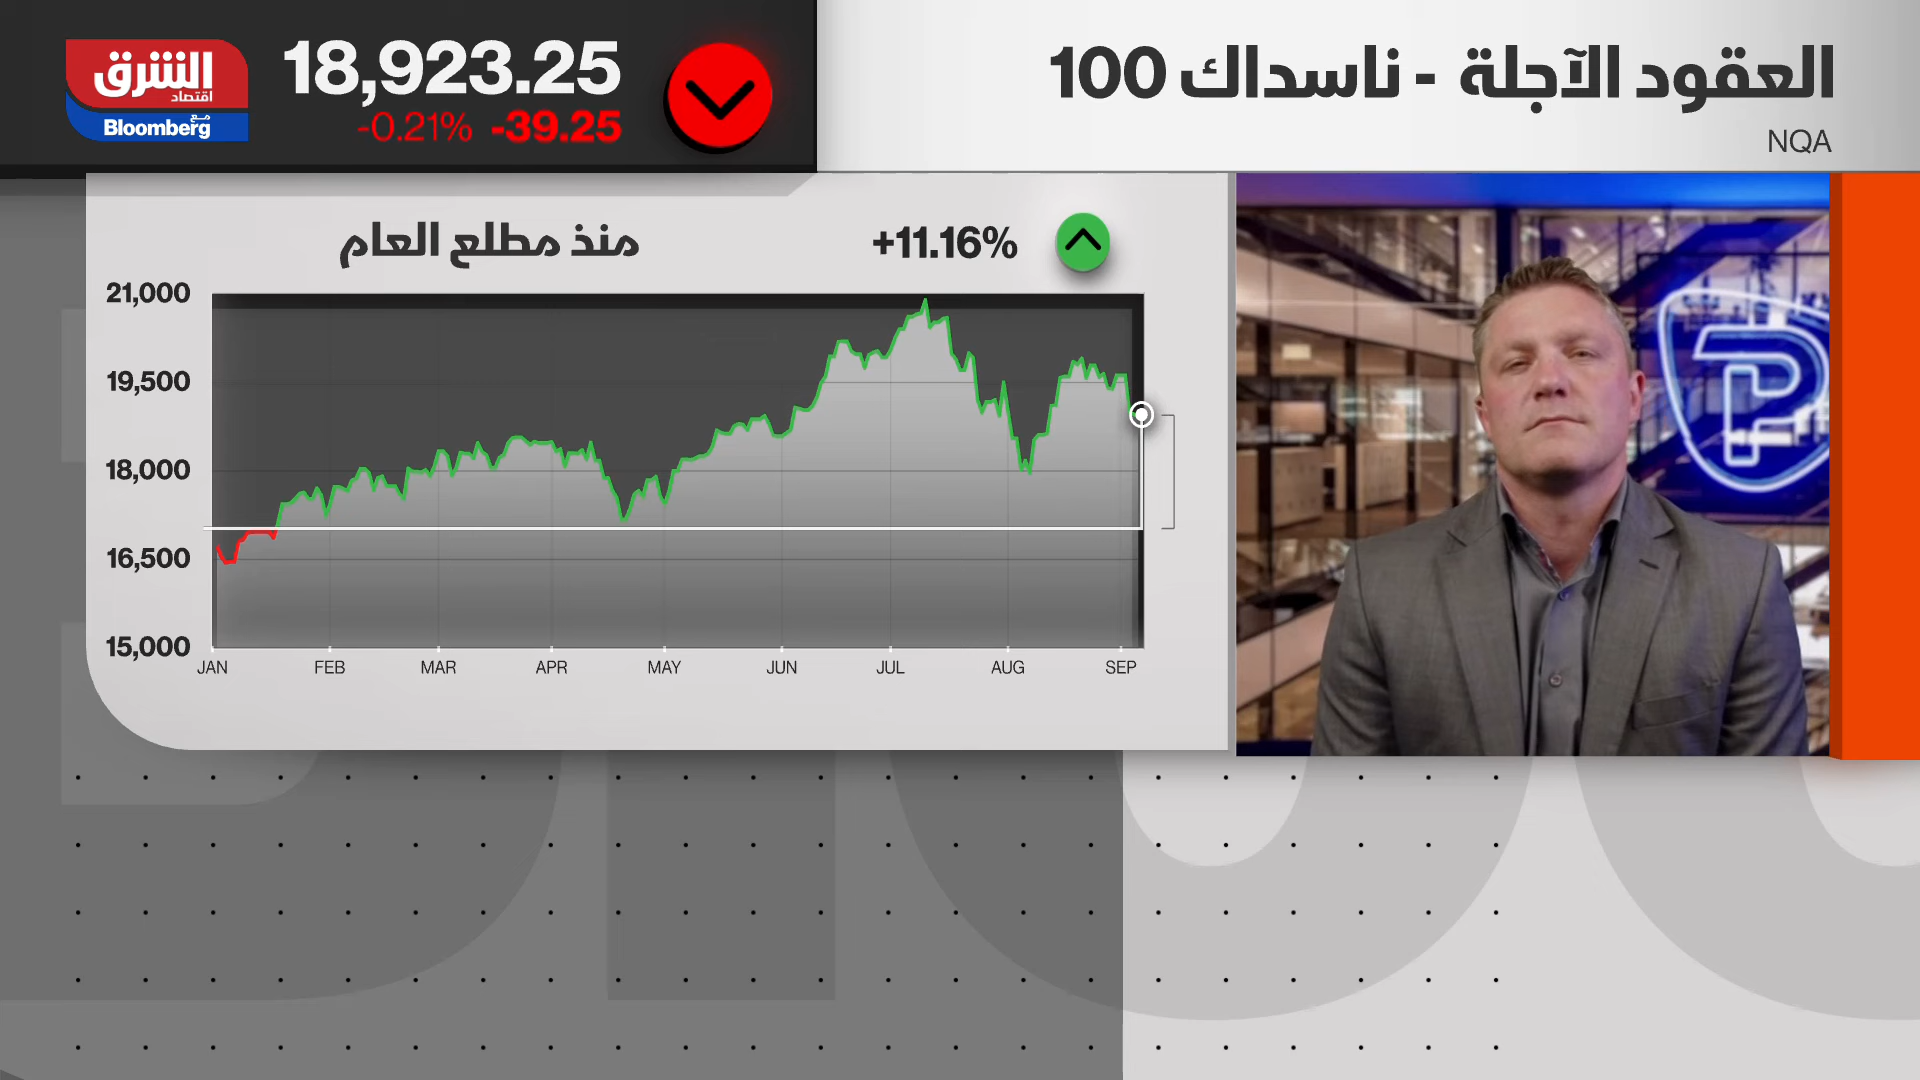 العقود الآجلة - ناسداك 100
NQA
18,923.25
-0.21% -39.25
الشرق
اقتصاد
مع
Bloomberg
منذ مطلع العام
+11.16%
21,000
19,500
18,000
16,500
15,000
JAN FEB MAR APR MAY JUN JUL AUG SEP
P